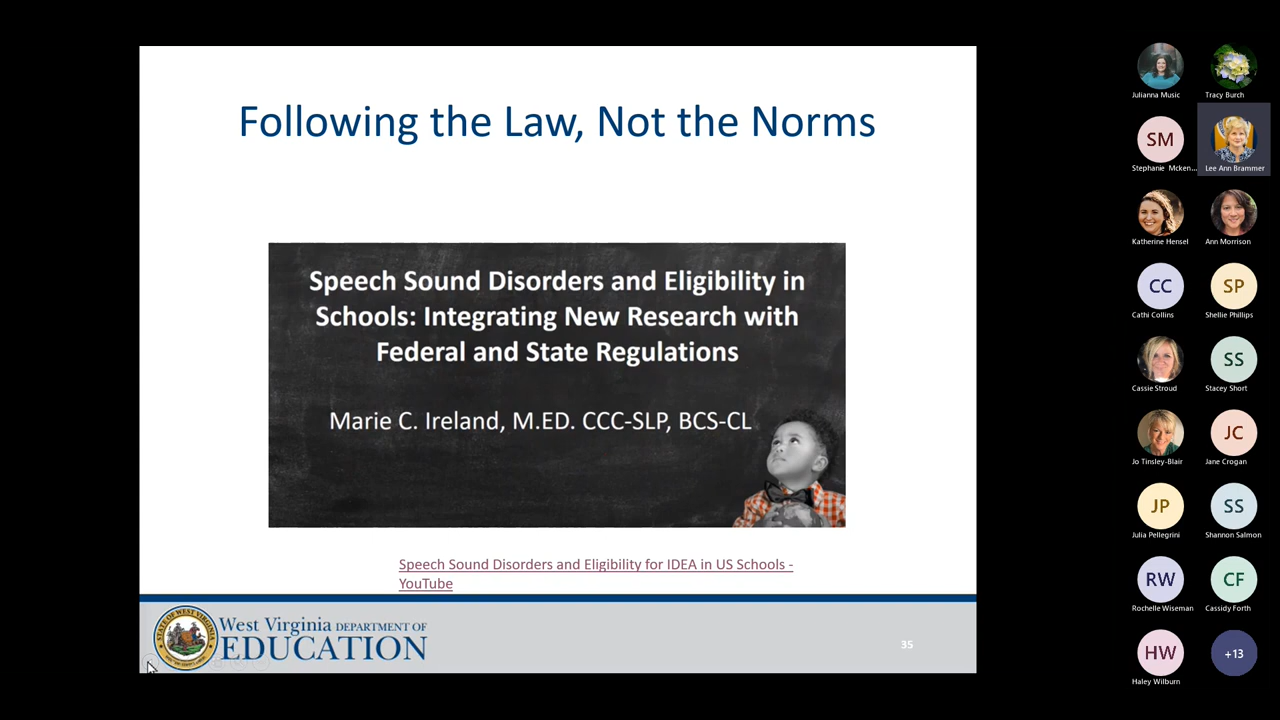 Following the Law, Not the Norms
Speech Sound Disorders and Eligibility in
Schools: Integrating New Research with
Federal and State Regulations
Marie C. Ireland, M.ED. CCC-SLP, BCS-CL
Speech Sound Disorders and Eligibility for IDEA in US Schools -
YouTube
West Virginia DEPARTMENT OF
EDUCATION
35
Julianna Music
Tracy Burch
SM
Stephanie Mcken...
Lee Ann Brammer
Katherine Hensel
Ann Morrison
CC
Cathi Collins
SP
Shellie Phillips
Cassie Stroud
SS
Stacey Short
Jo Tinsley-Blair
JC
Jane Crogan
JP
Julia Pellegrini
SS
Shannon Salmon
RW
Rochelle Wiseman
CF
Cassidy Forth
HW
Haley Wilburn
+13